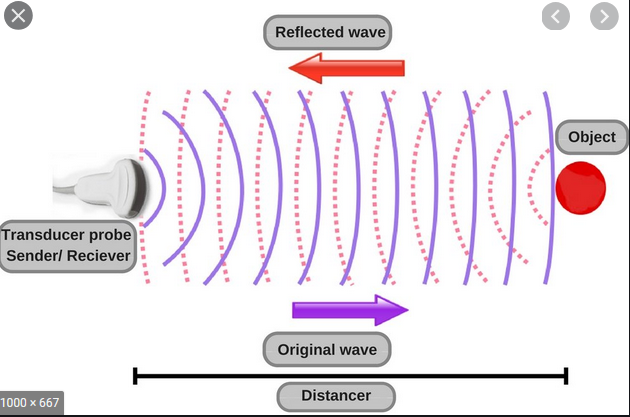 Reflected wave
Object
Transducer probe
Sender/ Reciever
Original wave
Distancer
1000 × 667